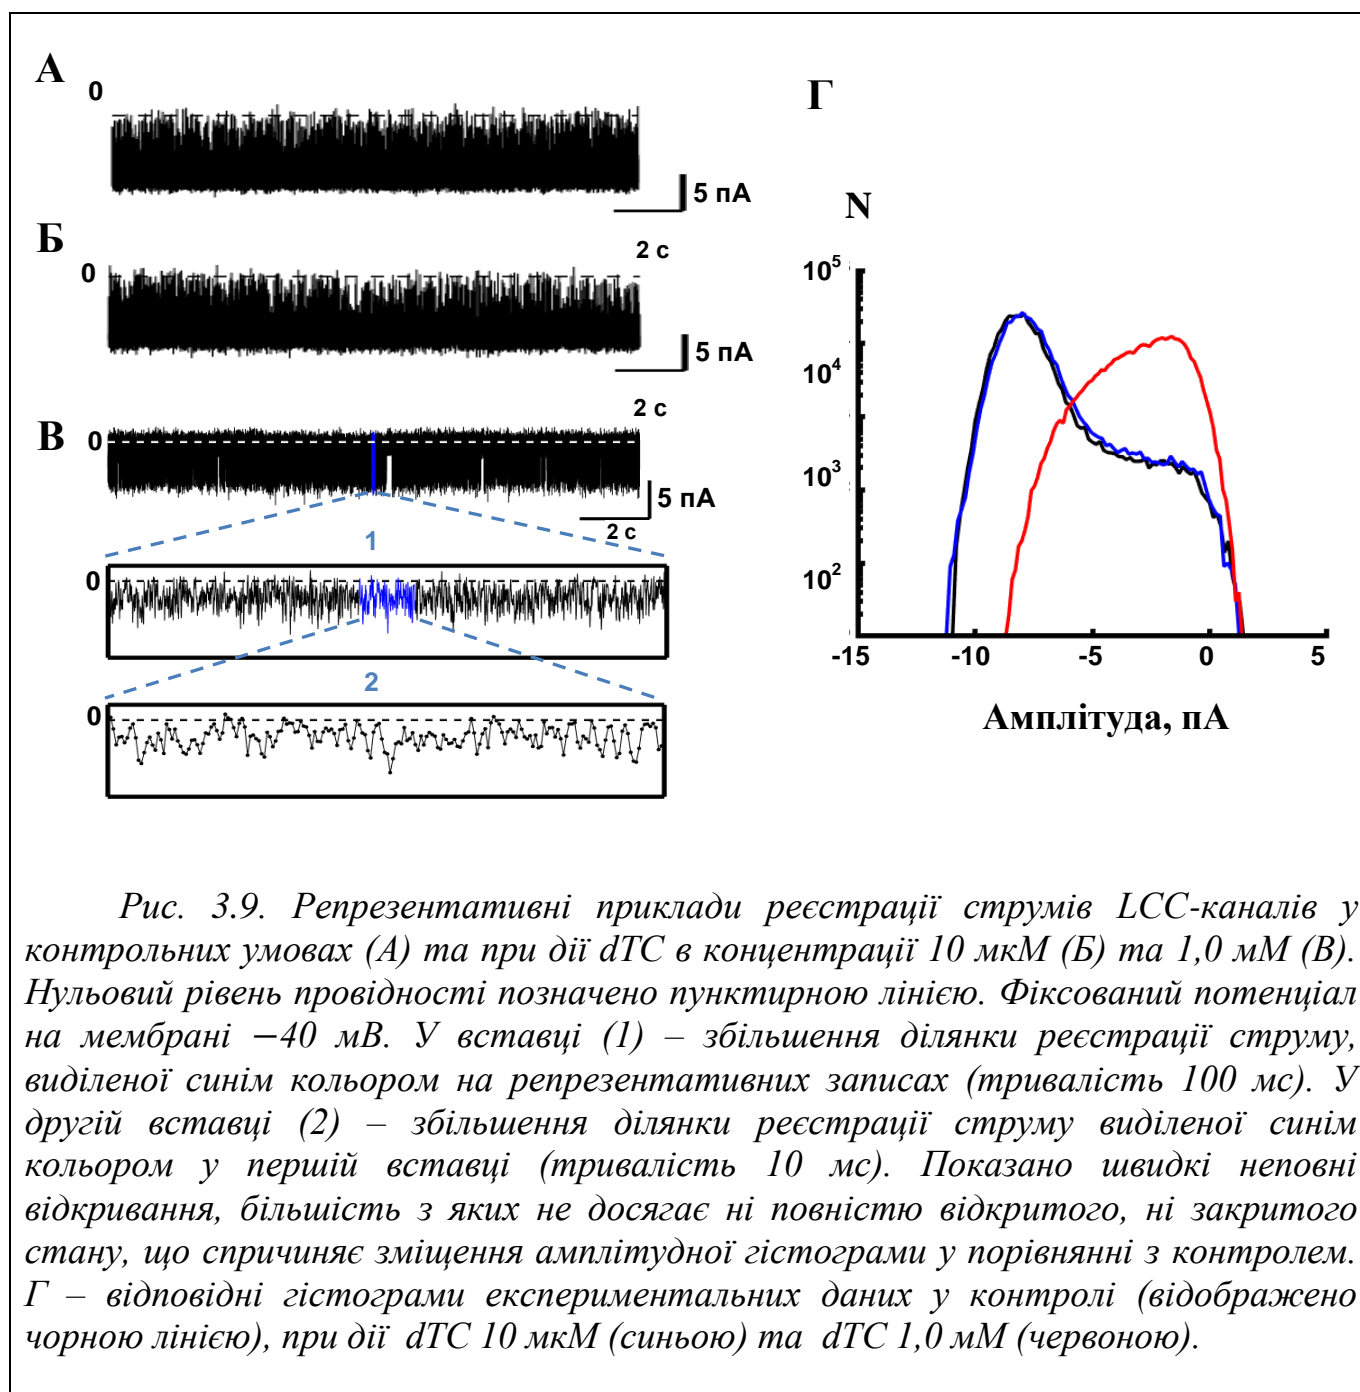 А
0
5 пА
2 с
Б
0
5 пА
2 с
В
0
5 пА
2 с
1
0
2
0
Г
N
10⁵
10⁴
10³
10²
-15
-10
-5
0
5
Амплітуда, пА
Рис. 3.9. Репрезентативні приклади реєстрації струмів LCC-каналів у
контрольних умовах (А) та при дії dTC в концентрації 10 мкМ (Б) та 1,0 мМ (В).
Нульовий рівень провідності позначено пунктирною лінією. Фіксований потенціал
на мембрані −40 мВ. У вставці (1) – збільшення ділянки реєстрації струму,
виділеної синім кольором на репрезентативних записах (тривалість 100 мс). У
другій вставці (2) – збільшення ділянки реєстрації струму виділеної синім
кольором у першій вставці (тривалість 10 мс). Показано швидкі неповні
відкривання, більшість з яких не досягає ні повністю відкритого, ні закритого
стану, що спричиняє зміщення амплітудної гістограми у порівнянні з контролем.
Г – відповідні гістограми експериментальних даних у контролі (відображено
чорною лінією), при дії dTC 10 мкМ (синьою) та dTC 1,0 мМ (червоною).